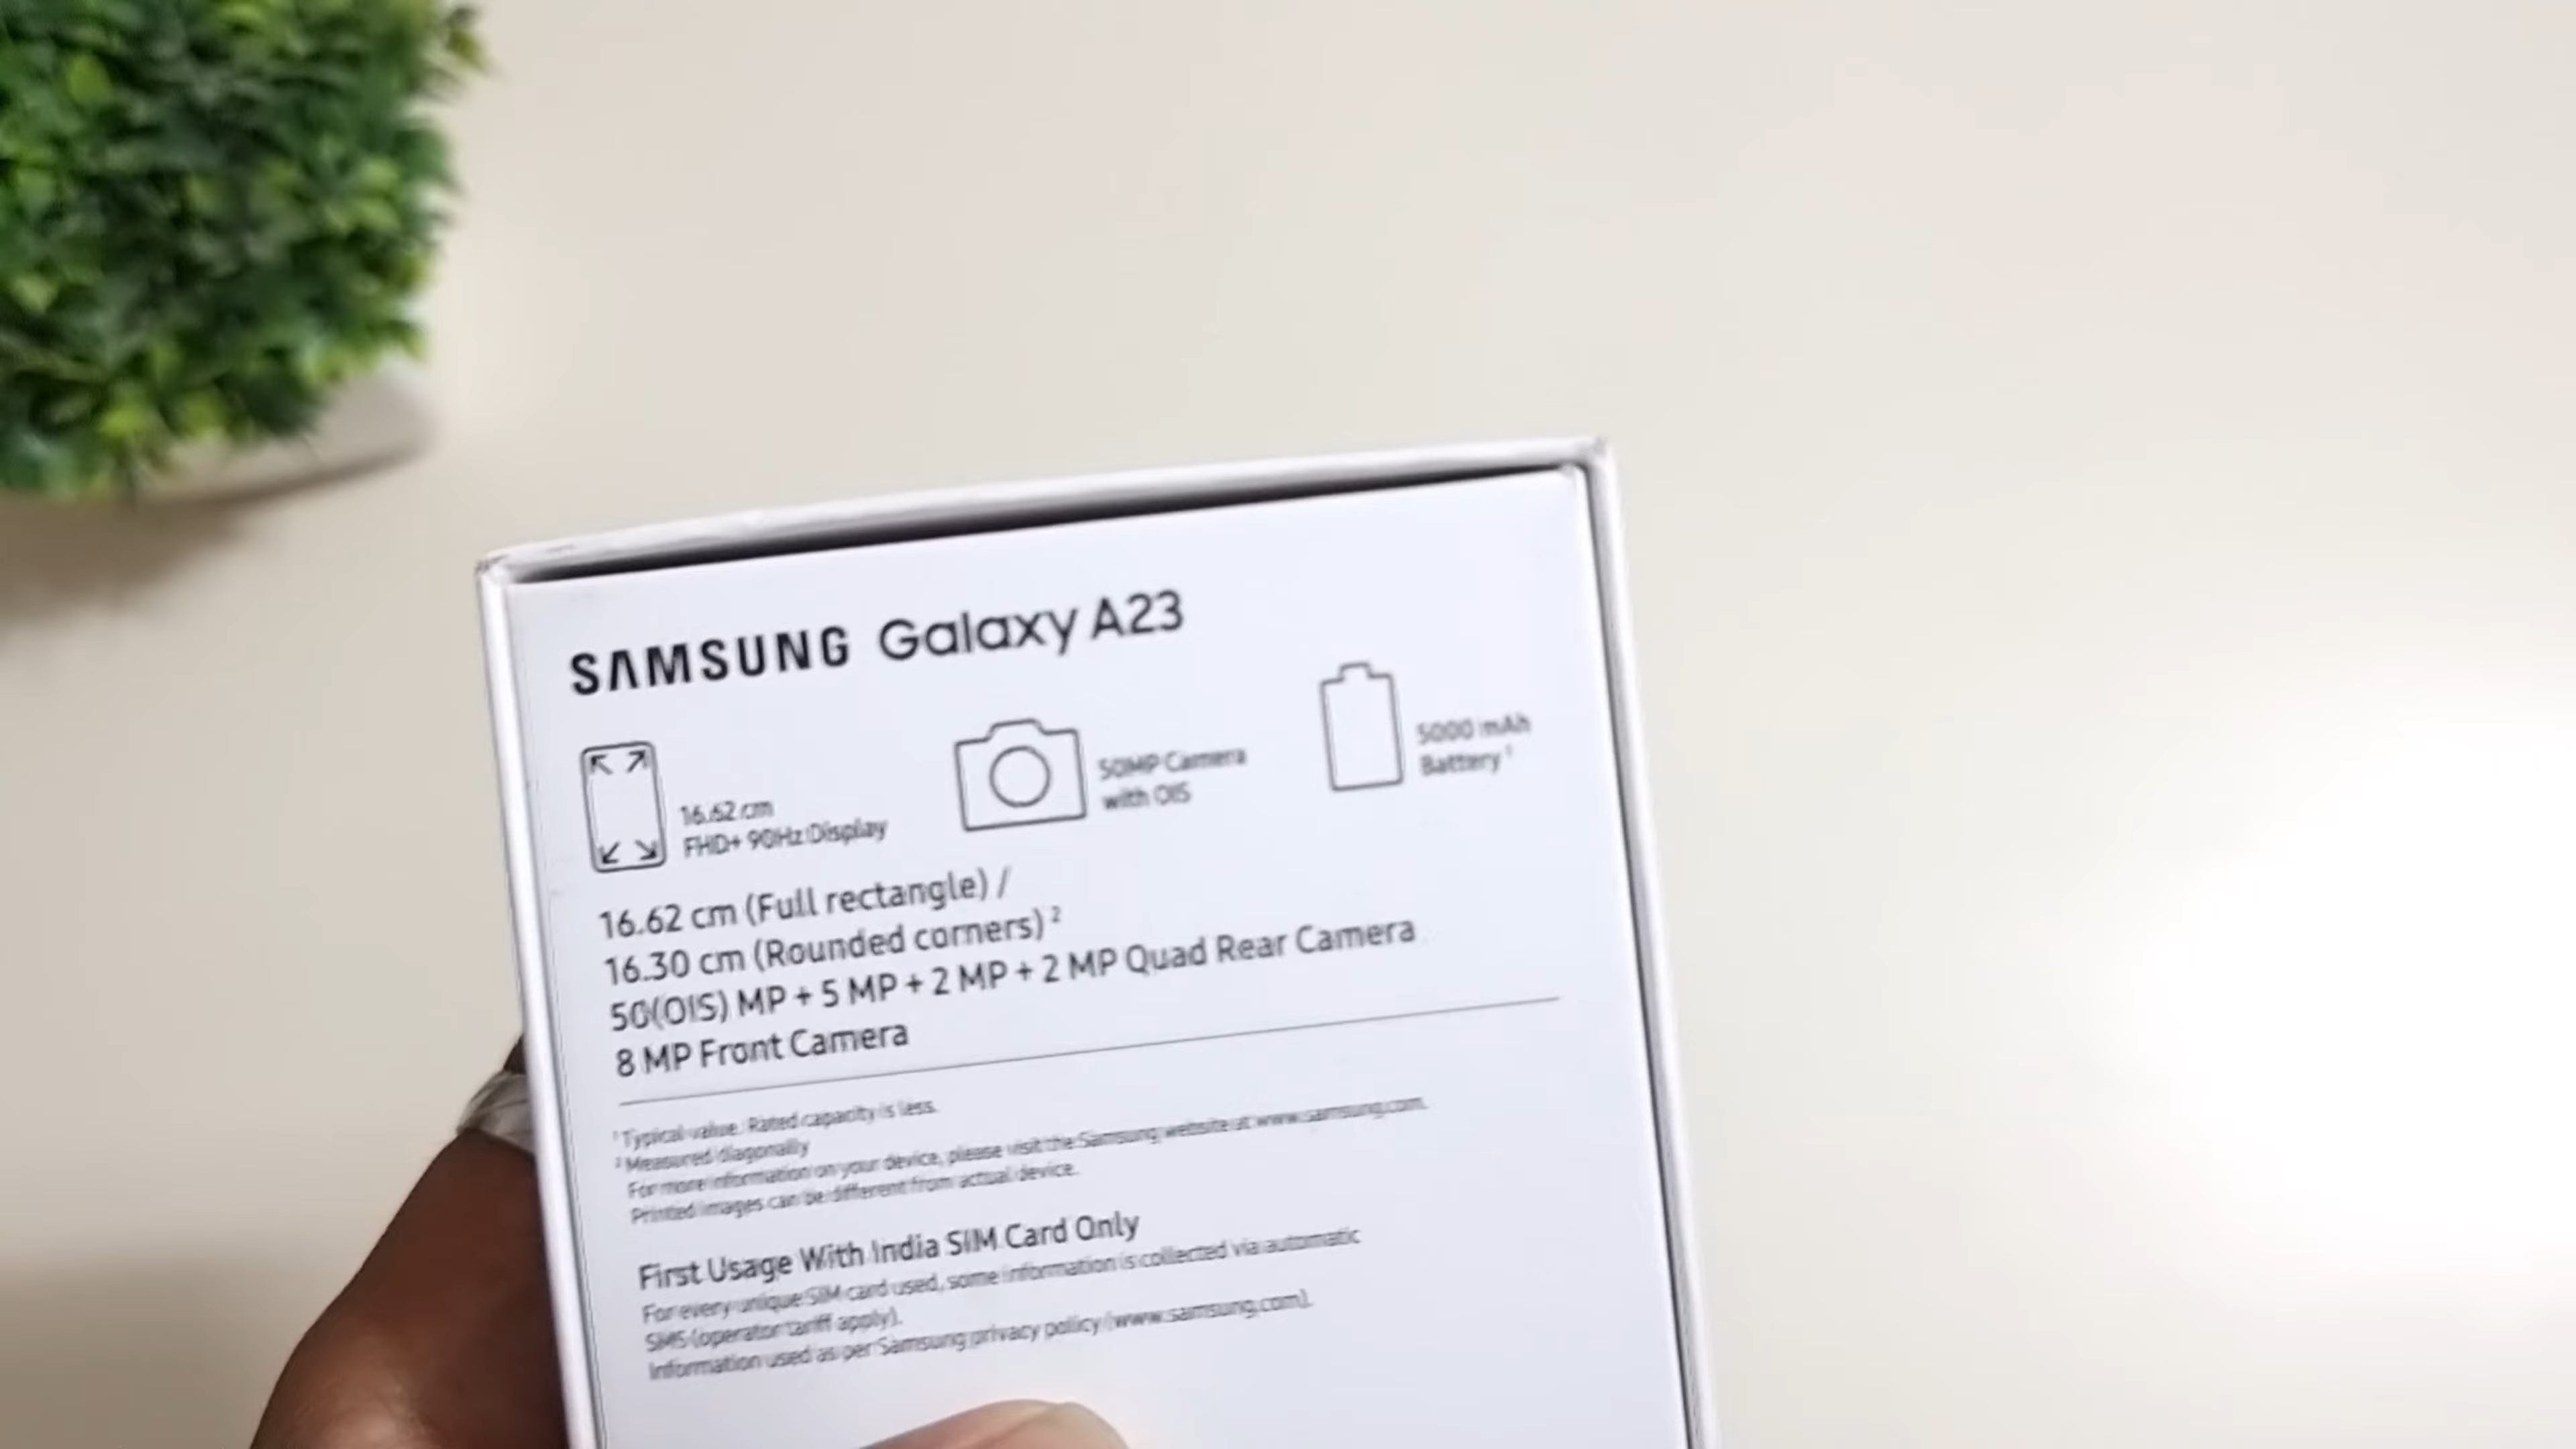 SAMSUNG Galaxy A23
16.62 cm
FHD+ 90Hz Display
50MP Camera
with OIS
5000 mAh
Battery ¹
16.62 cm (Full rectangle) /
16.30 cm (Rounded corners) ²
50(OIS) MP + 5 MP + 2 MP + 2 MP Quad Rear Camera
8 MP Front Camera
¹ Typical value. Rated capacity is less.
² Measured diagonally
For more information on your device, please visit the Samsung website at www.samsung.com.
Printed images can be different from actual device.
First Usage With India SIM Card Only
For every unique SIM card used, some information is collected via automatic
SMS (operator tariff apply).
Information used as per Samsung privacy policy (www.samsung.com).